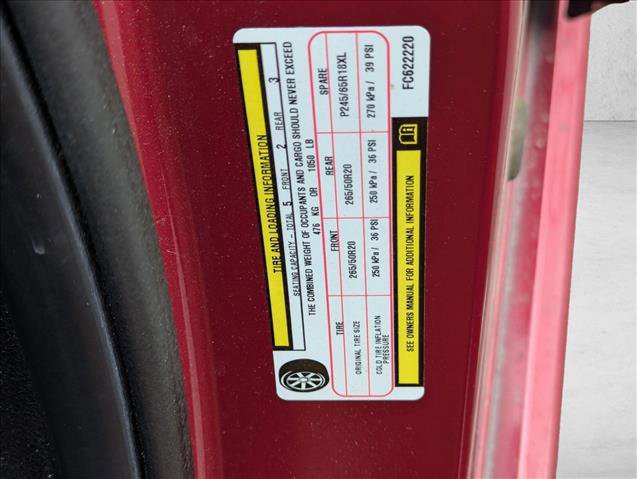 TIRE AND LOADING INFORMATION
SEATING CAPACITY - TOTAL 5 FRONT 2 REAR 3
THE COMBINED WEIGHT OF OCCUPANTS AND CARGO SHOULD NEVER EXCEED
476 KG OR 1050 LB
TIRE FRONT REAR SPARE
ORIGINAL TIRE SIZE 265/50R20 265/50R20 P245/65R18XL
COLD TIRE INFLATION PRESSURE 250 kPa / 36 PSI 250 kPa / 36 PSI 270 kPa / 39 PSI
SEE OWNERS MANUAL FOR ADDITIONAL INFORMATION
FC622220